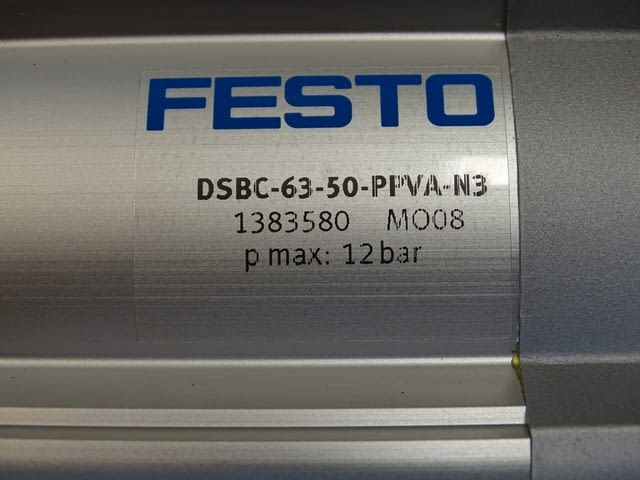 FESTO
DSBC-63-50-PPVA-N3
1383580 MO08
p max: 12 bar